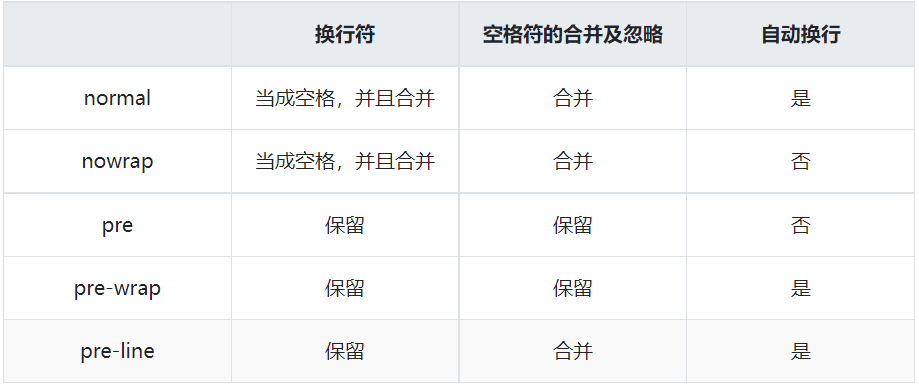 换行符 空格符的合并及忽略 自动换行
normal 当成空格，并且合并 合并 是
nowrap 当成空格，并且合并 合并 否
pre 保留 保留 否
pre-wrap 保留 保留 是
pre-line 保留 合并 是